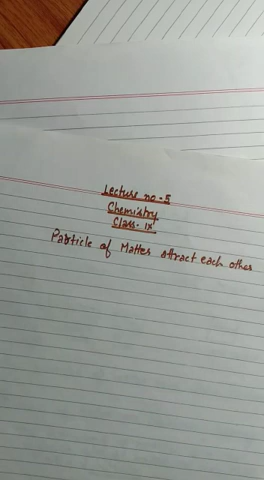 Lecture no - 5
Chemistry
Class - IX
Particle of Matter attract each other